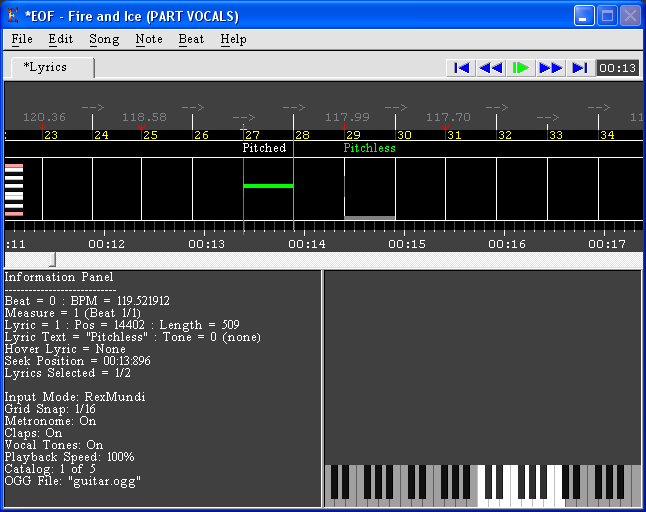 *EOF - Fire and Ice (PART VOCALS)
File Edit Song Note Beat Help
*Lyrics
00:13
--> --> --> --> --> -->
120.36 118.58 117.99 117.70 11
23 24 25 26 27 28 29 30 31 32 33 34
Pitched Pitchless
:11 00:12 00:13 00:14 00:15 00:16 00:17
Information Panel
----------------------------
Beat = 0 : BPM = 119.521912
Measure = 1 (Beat 1/1)
Lyric = 1 : Pos = 14402 : Length = 509
Lyric Text = "Pitchless" : Tone = 0 (none)
Hover Lyric = None
Seek Position = 00:13:896
Lyrics Selected = 1/2
Input Mode: RexMundi
Grid Snap: 1/16
Metronome: On
Claps: On
Vocal Tones: On
Playback Speed: 100%
Catalog: 1 of 5
OGG File: "guitar.ogg"